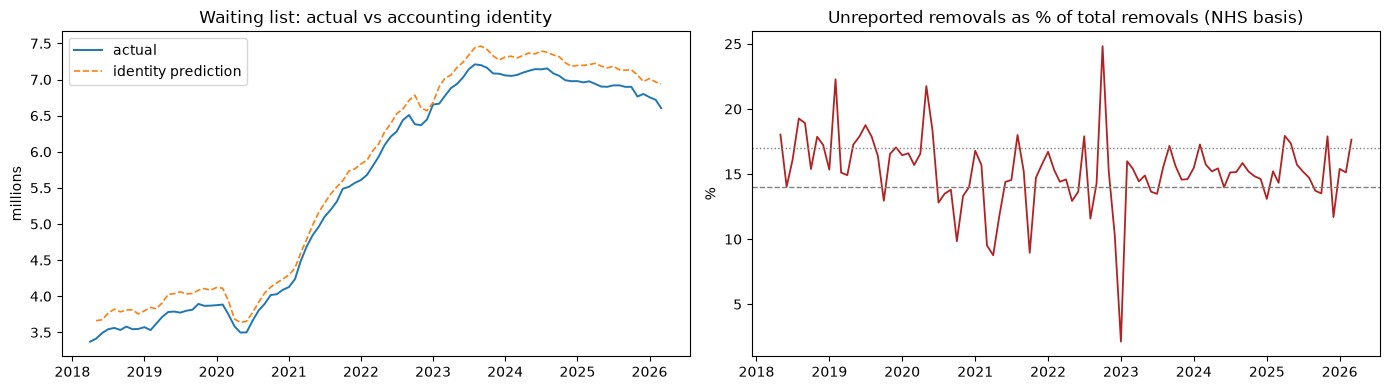 Waiting list: actual vs accounting identity
actual
identity prediction
millions
7.5
7.0
6.5
6.0
5.5
5.0
4.5
4.0
3.5
2018 2019 2020 2021 2022 2023 2024 2025 2026
Unreported removals as % of total removals (NHS basis)
%
25
20
15
10
5
2018 2019 2020 2021 2022 2023 2024 2025 2026